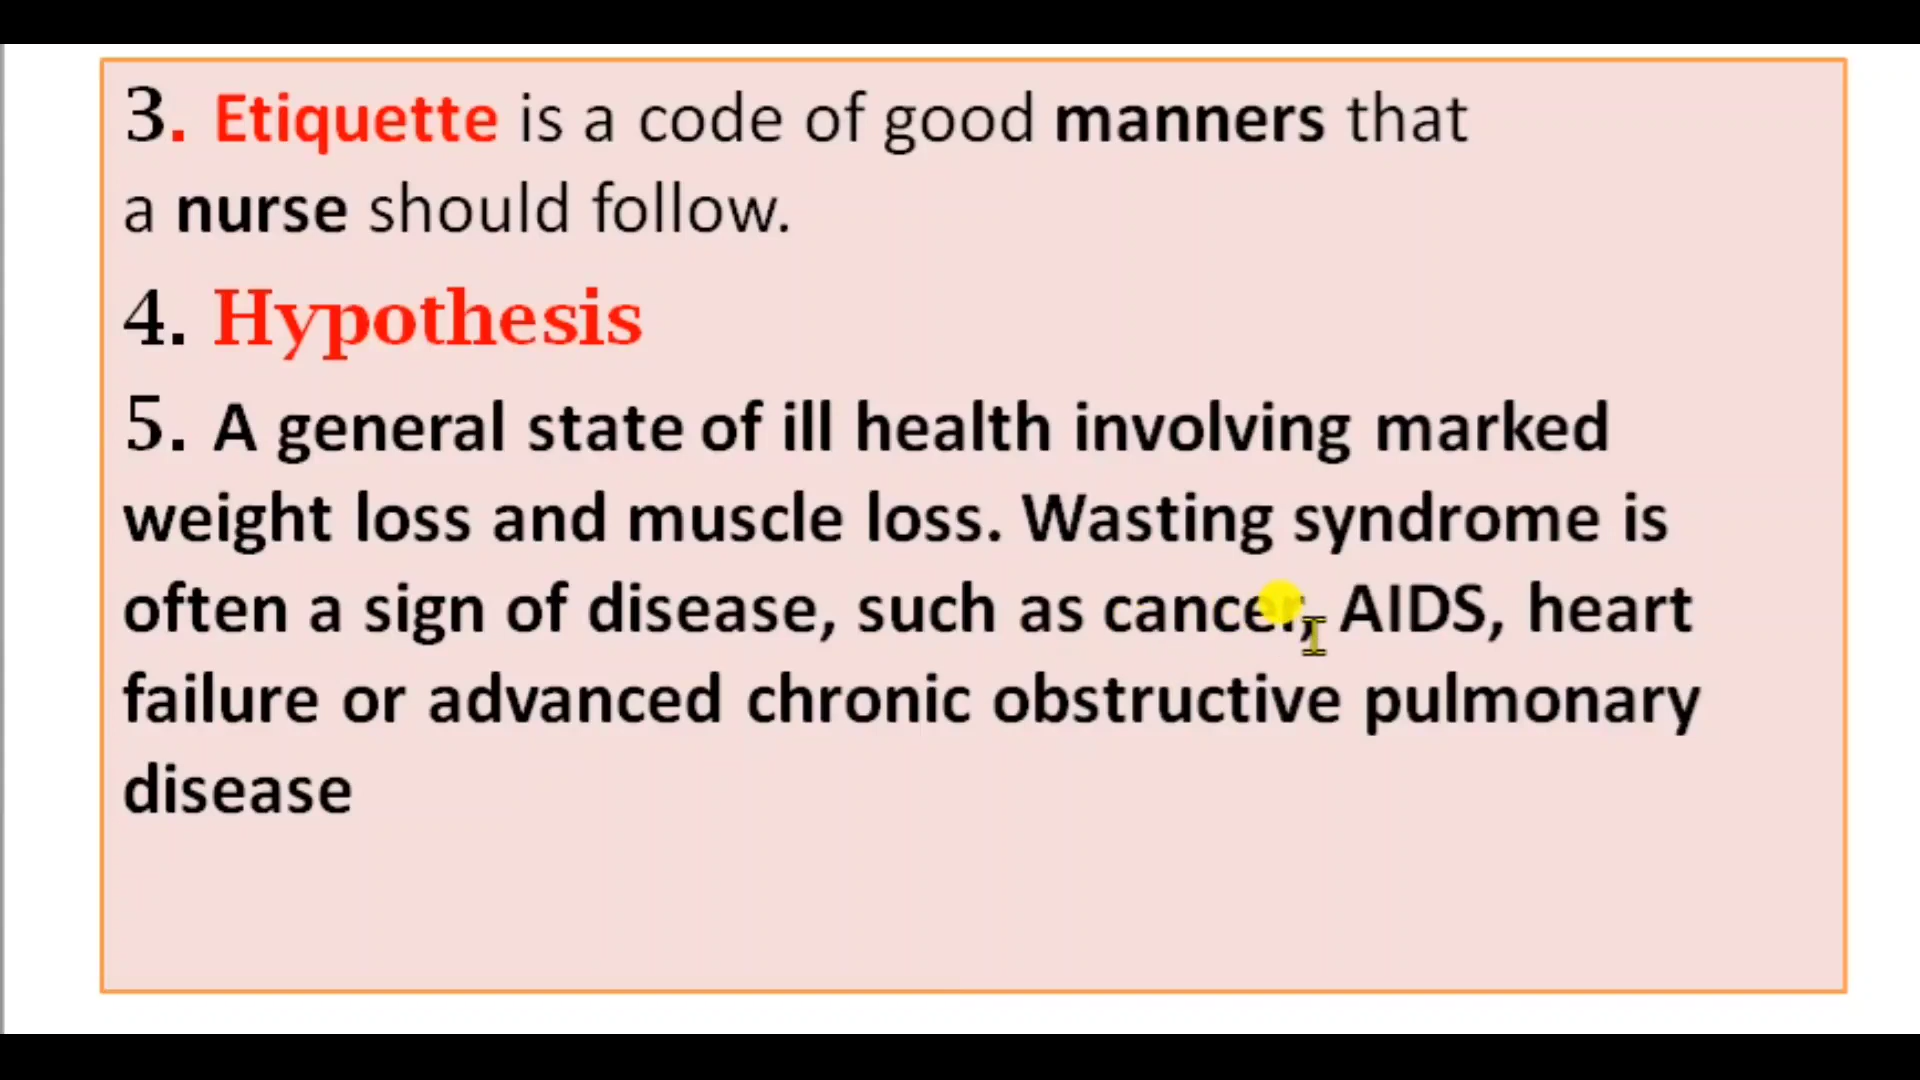 3. Etiquette is a code of good manners that
a nurse should follow.
4. Hypothesis
5. A general state of ill health involving marked
weight loss and muscle loss. Wasting syndrome is
often a sign of disease, such as cancer, AIDS, heart
failure or advanced chronic obstructive pulmonary
disease